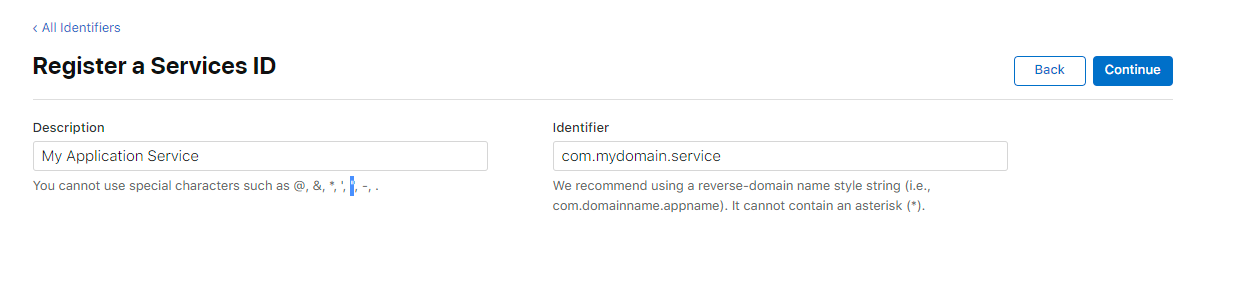 ‹ All Identifiers
Register a Services ID
Back
Continue
Description
Identifier
My Application Service
com.mydomain.service
You cannot use special characters such as @, &, *, ', ", -, .
We recommend using a reverse-domain name style string (i.e.,
com.domainname.appname). It cannot contain an asterisk (*).